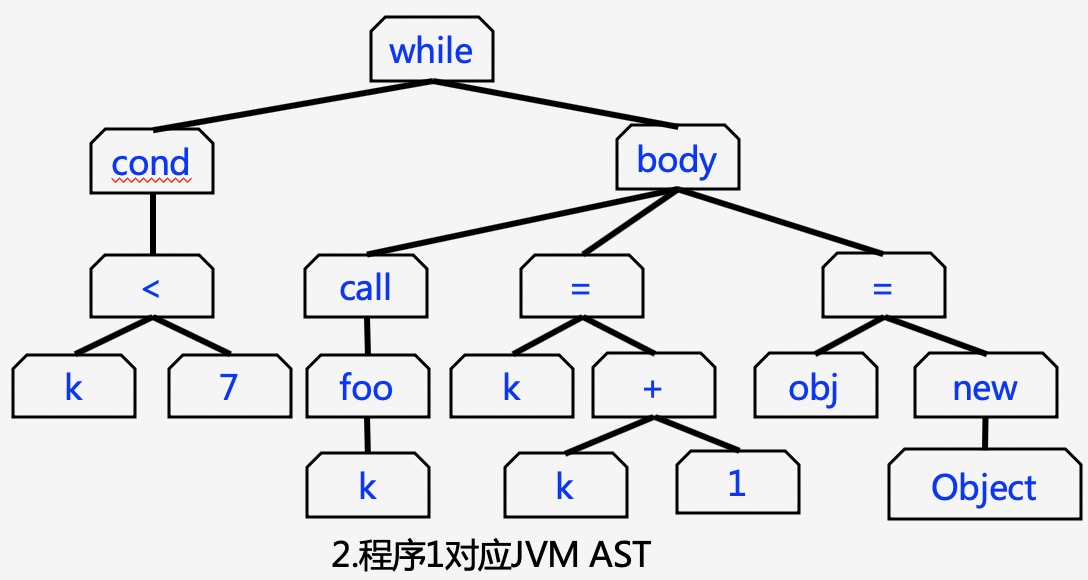 while
cond
body
<
call
=
=
k
7
foo
k
+
obj
new
k
k
1
Object
2.程序1对应JVM AST